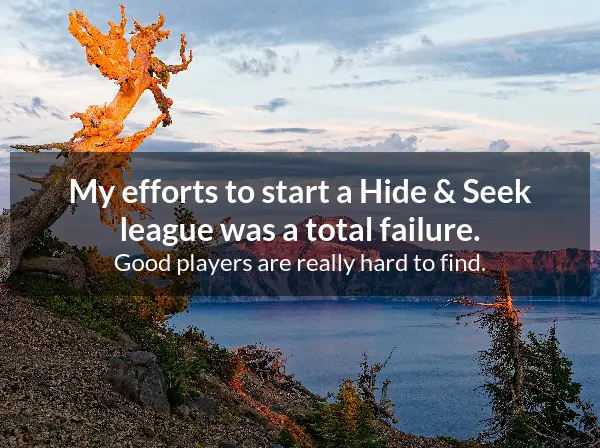 My efforts to start a Hide & Seek
league was a total failure.
Good players are really hard to find.